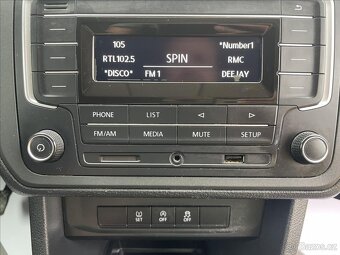 105 *Number1
RTL102.5 SPIN RMC
*DISCO* FM 1 DEEJAY
PHONE LIST
FM/AM MEDIA MUTE SETUP
SET OFF OFF